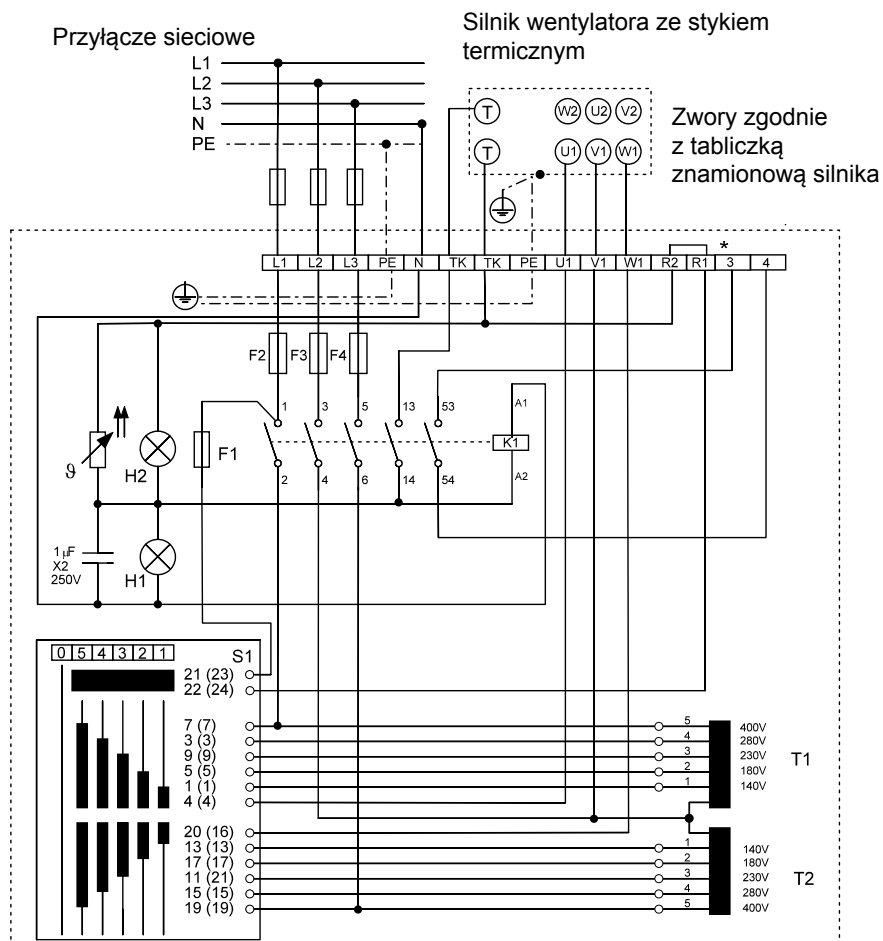 Przyłącze sieciowe
Silnik wentylatora ze stykiem
termicznym
L1
L2
L3
N
PE
T W2 U2 V2
T U1 V1 W1
Zwory zgodnie
z tabliczką
znamionową silnika
L1 L2 L3 PE N TK TK PE U1 V1 W1 R2 R1 3 4
*
F2 F3 F4
1 3 5 13 53
A1
F1
K1
ϑ
H2
2 4 6 14 54
A2
1 µF
X2
250V
H1
0 5 4 3 2 1
S1
21 (23)
22 (24)
7 (7) 5 400V
3 (3) 4 280V
9 (9) 3 230V
5 (5) 2 180V
1 (1) 1 140V
4 (4)
T1
20 (16)
13 (13) 1 140V
17 (17) 2 180V
11 (21) 3 230V
15 (15) 4 280V
19 (19) 5 400V
T2